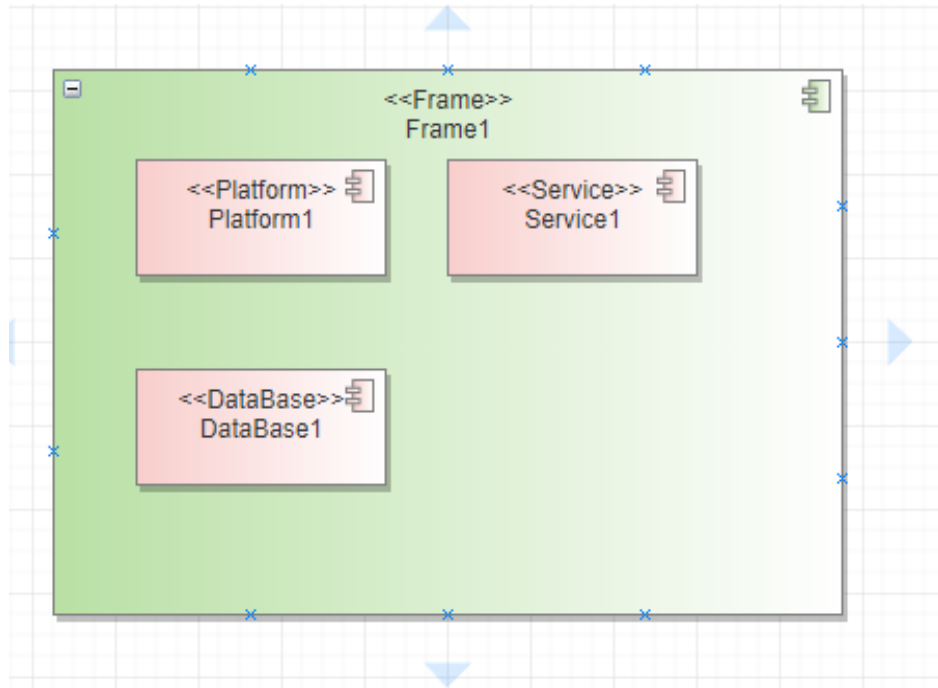 <<Frame>>
Frame1
<<Platform>>
Platform1
<<Service>>
Service1
<<DataBase>>
DataBase1